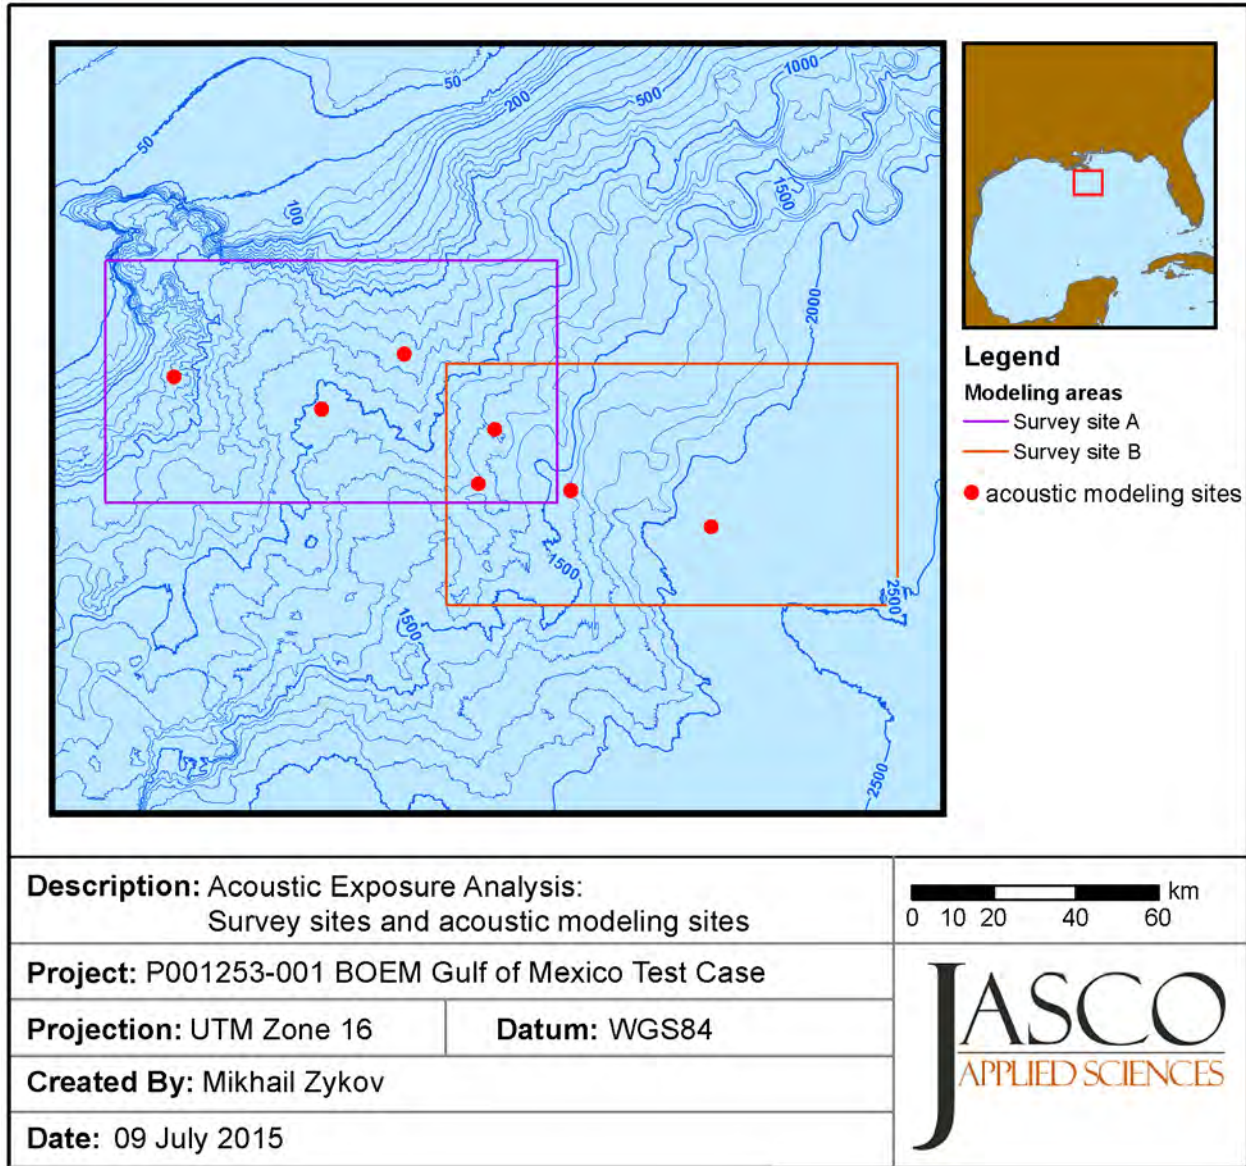 50
50
200
500
1000
100
1500
2000
1500
1500
2500
2500
Legend
Modeling areas
Survey site A
Survey site B
acoustic modeling sites
Description: Acoustic Exposure Analysis:
Survey sites and acoustic modeling sites
km
0 10 20 40 60
Project: P001253-001 BOEM Gulf of Mexico Test Case
Projection: UTM Zone 16 Datum: WGS84
Created By: Mikhail Zykov
Date: 09 July 2015
JASCO
APPLIED SCIENCES